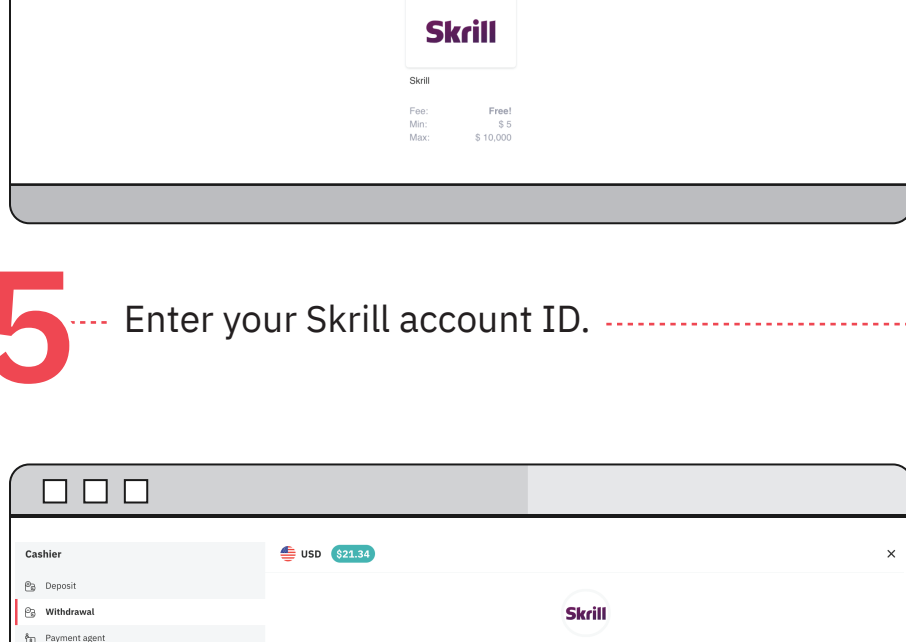 Skrill
Skrill
Fee: Free!
Min: $ 5
Max: $ 10,000
5 Enter your Skrill account ID.
Cashier USD $21.34
Deposit
Skrill
Withdrawal
Payment agent